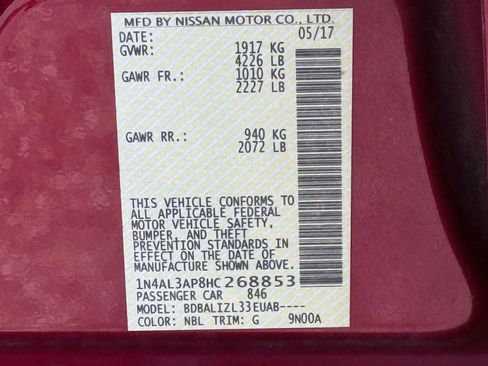 MFD BY NISSAN MOTOR CO., LTD.
DATE: 05/17
GVWR: 1917 KG
4226 LB
GAWR FR.: 1010 KG
2227 LB
GAWR RR.: 940 KG
2072 LB
THIS VEHICLE CONFORMS TO
ALL APPLICABLE FEDERAL
MOTOR VEHICLE SAFETY,
BUMPER, AND THEFT
PREVENTION STANDARDS IN
EFFECT ON THE DATE OF
MANUFACTURE SHOWN ABOVE.
1N4AL3AP8HC268853
PASSENGER CAR 846
MODEL: BDBALIZL33EUAB----
COLOR: NBL TRIM: G 9N00A